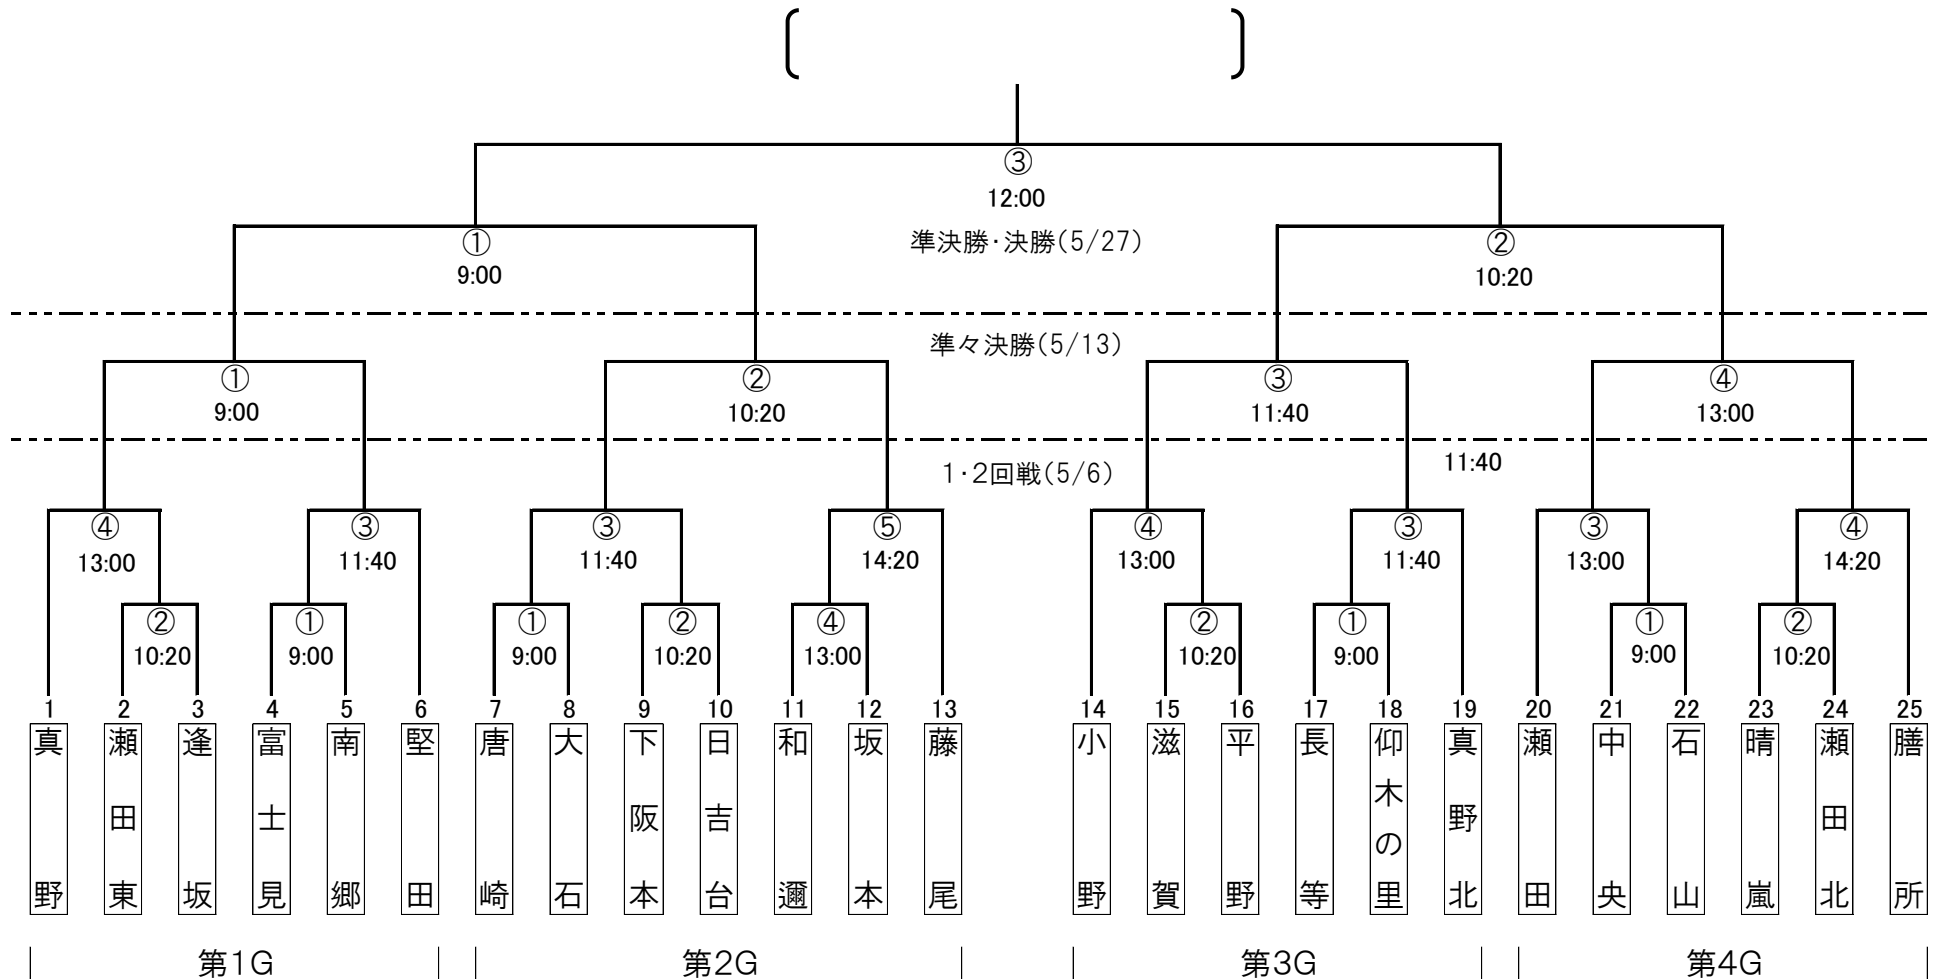 ③
12:00
準決勝・決勝(5/27)
① ②
9:00 10:20
準々決勝(5/13)
① ② ③ ④
9:00 10:20 11:40 13:00
1・2回戦(5/6) 11:40
④ ③ ③ ⑤ ④ ③ ③ ④
13:00 11:40 11:40 14:20 13:00 11:40 13:00 14:20
② ① ① ② ④ ② ① ① ②
10:20 9:00 9:00 10:20 13:00 10:20 9:00 9:00 10:20
1 2 3 4 5 6 7 8 9 10 11 12 13 14 15 16 17 18 19 20 21 22 23 24 25
真野
瀬田東
逢坂
富士見
南郷
堅田
唐崎
大石
下阪本
日吉台
和邇
坂本
藤尾
小野
滋賀
平野
長等
仰木の里
真野北
瀬田
中央
石山
晴嵐
瀬田北
膳所
第1G 第2G 第3G 第4G